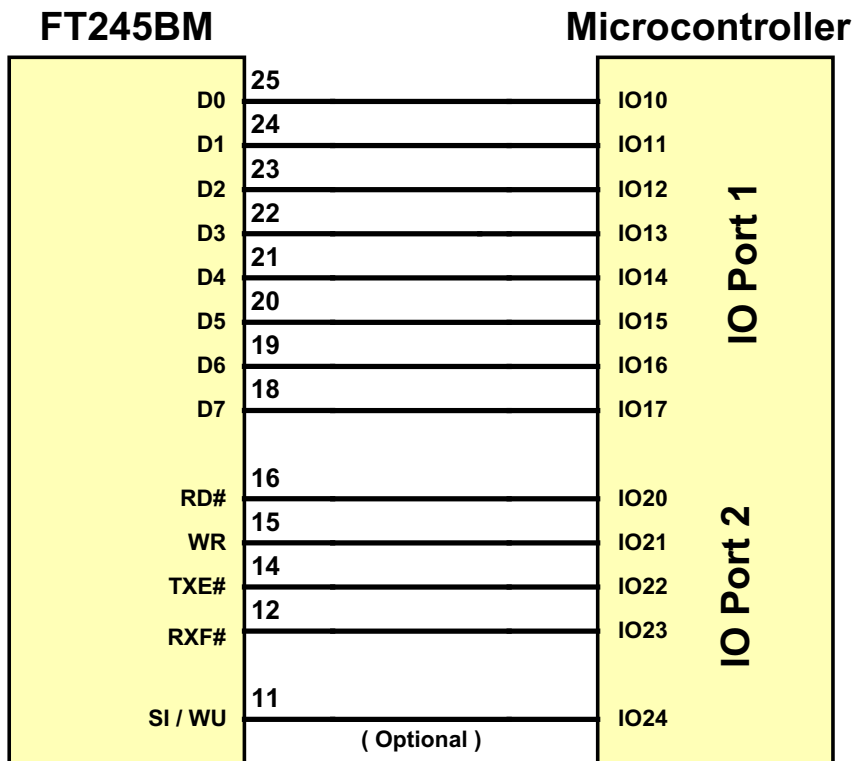 FT245BM Microcontroller
25
D0 IO10
24
D1 IO11
23
D2 IO12
22
D3 IO13
21
D4 IO14
20
D5 IO15
19
D6 IO16
18
D7 IO17
IO Port 1
16
RD# IO20
15
WR IO21
14
TXE# IO22
12
RXF# IO23
IO Port 2
11
SI / WU IO24
( Optional )